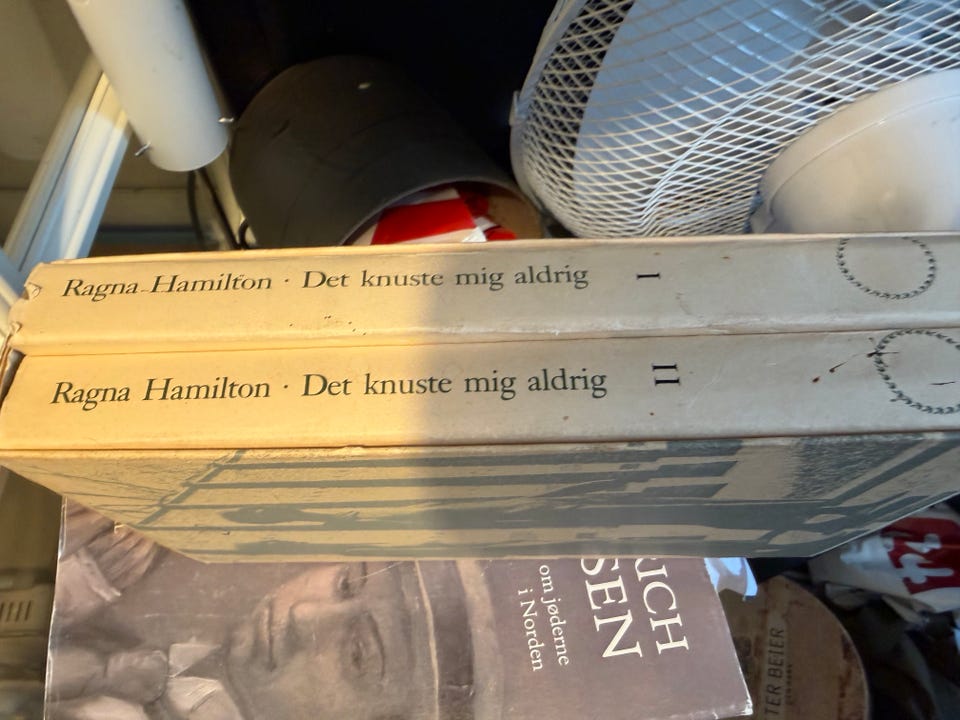 Ragna Hamilton · Det knuste mig aldrig I
Ragna Hamilton · Det knuste mig aldrig II
UCH
SEN
om jøderne
i Norden
TER BEIER